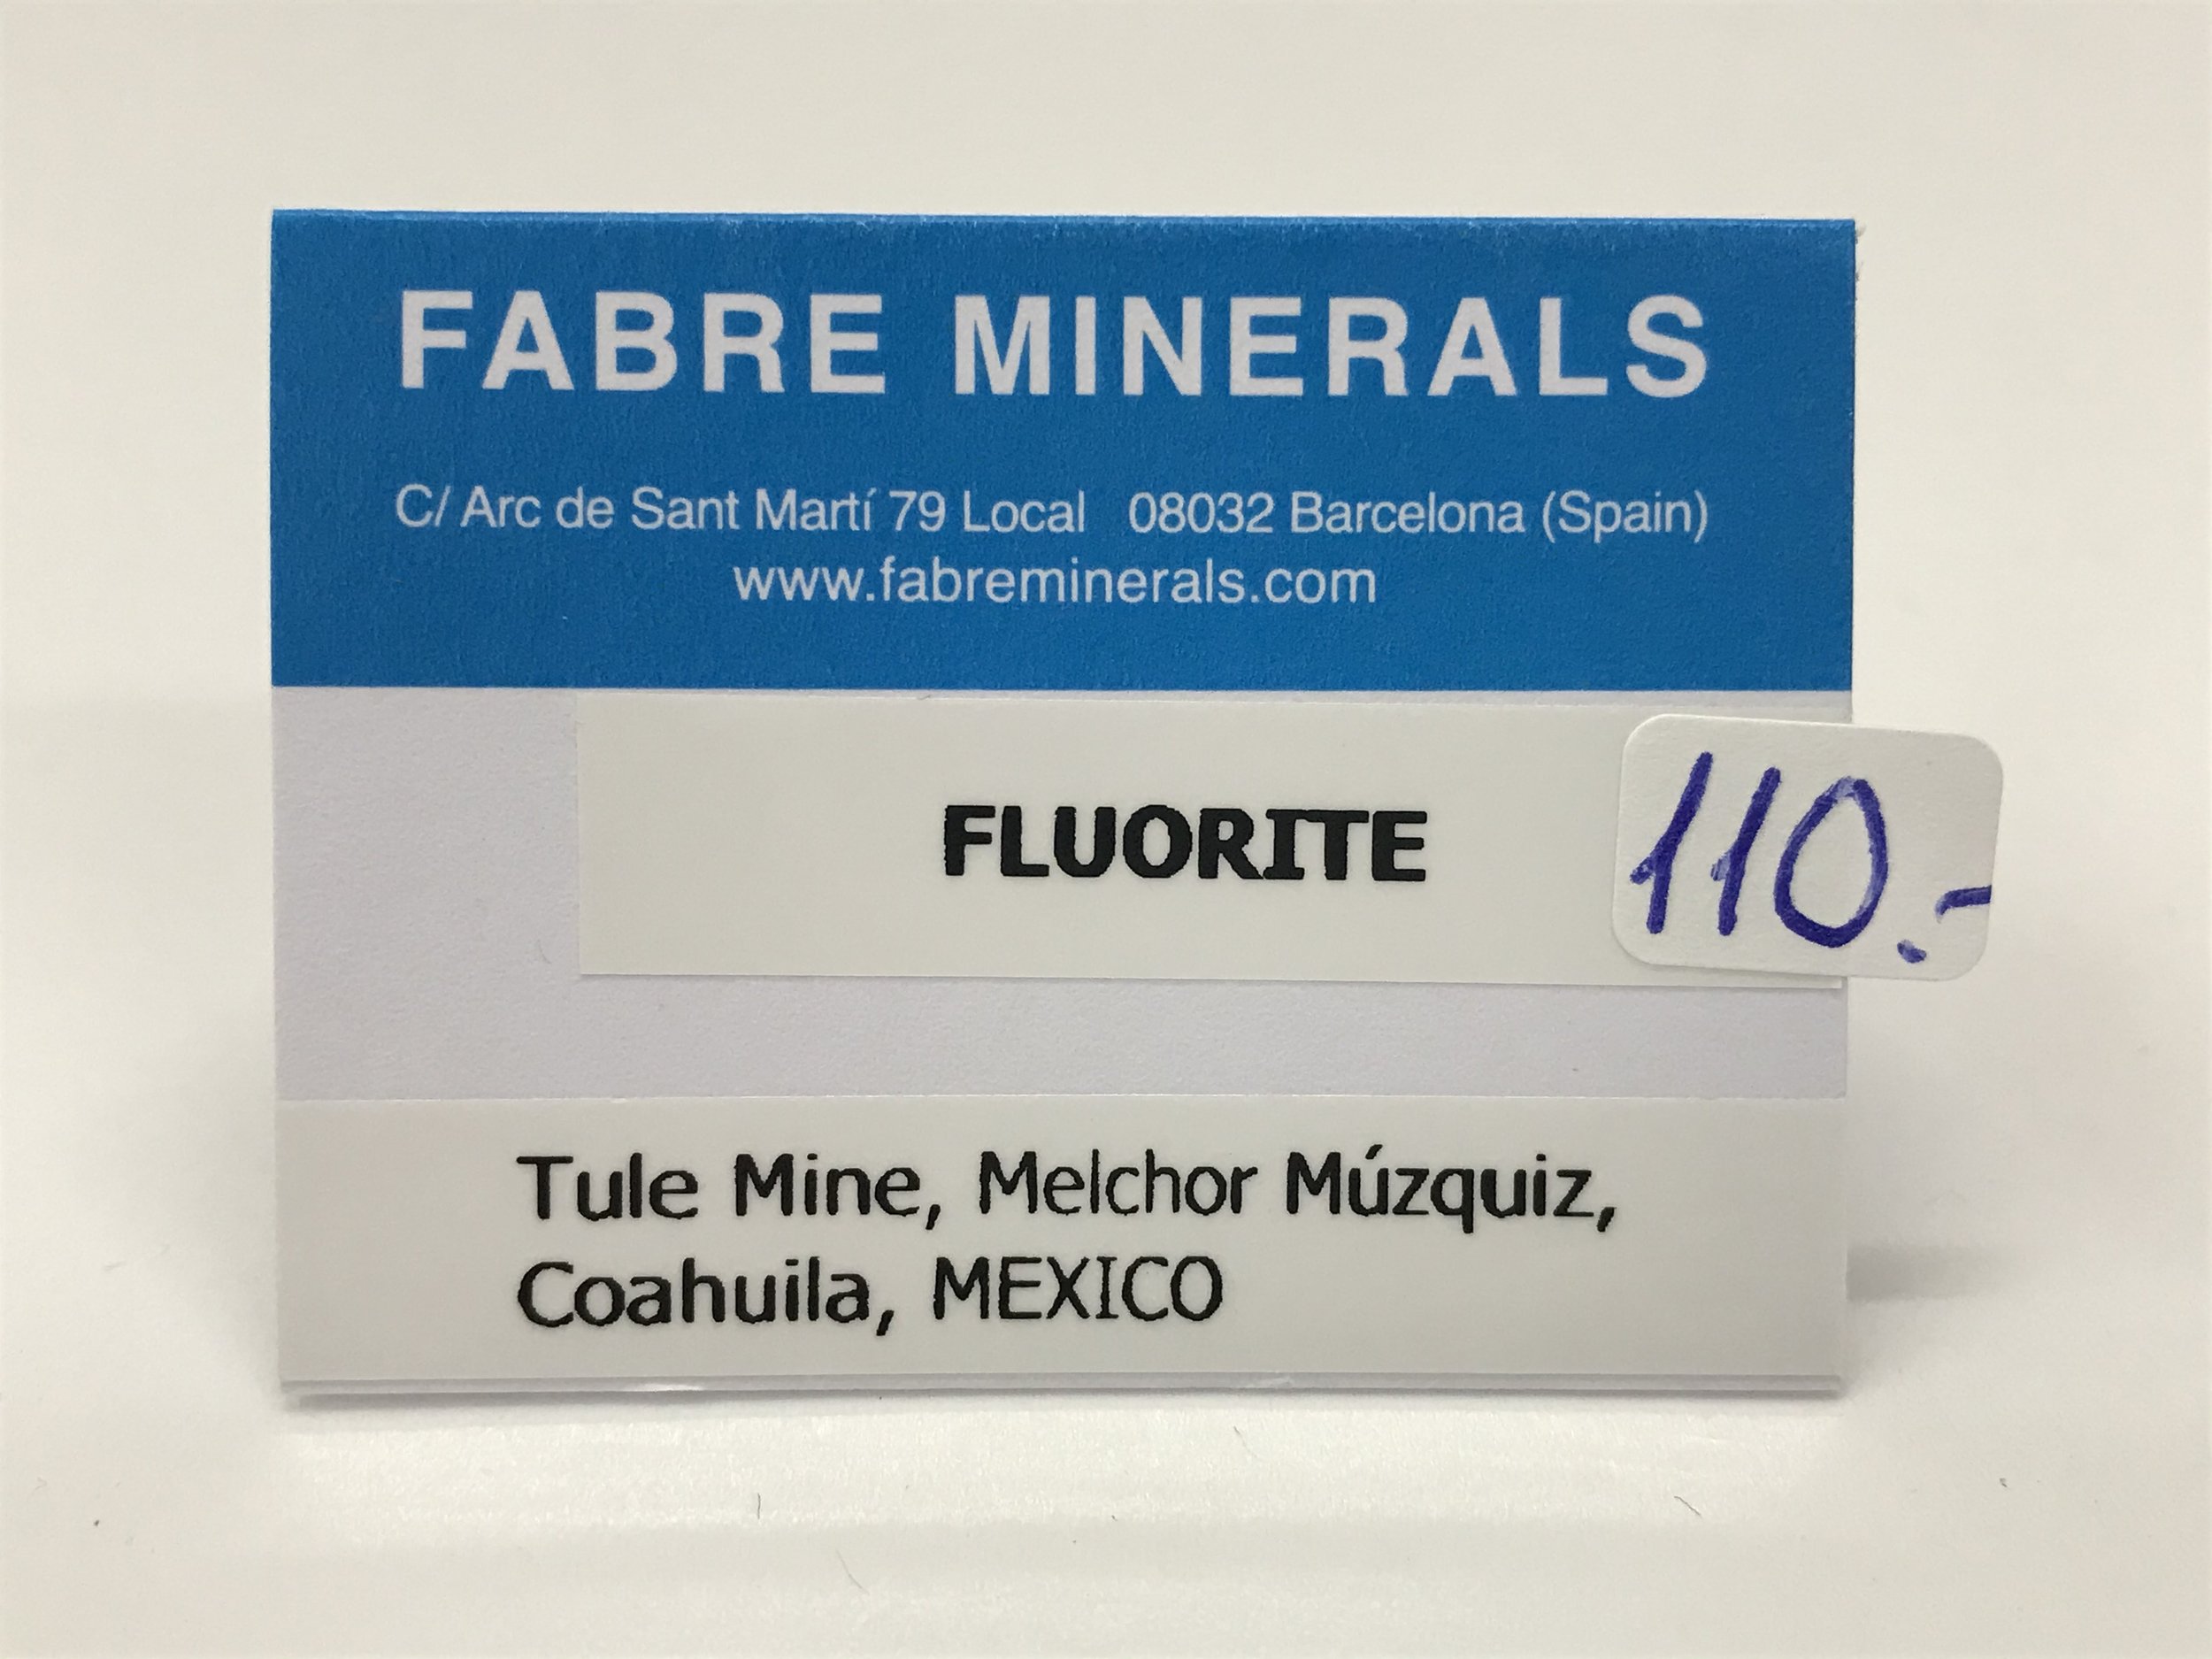 FABRE MINERALS
C/ Arc de Sant Martí 79 Local 08032 Barcelona (Spain)
www.fabreminerals.com
FLUORITE
110.-
Tule Mine, Melchor Múzquiz,
Coahuila, MEXICO